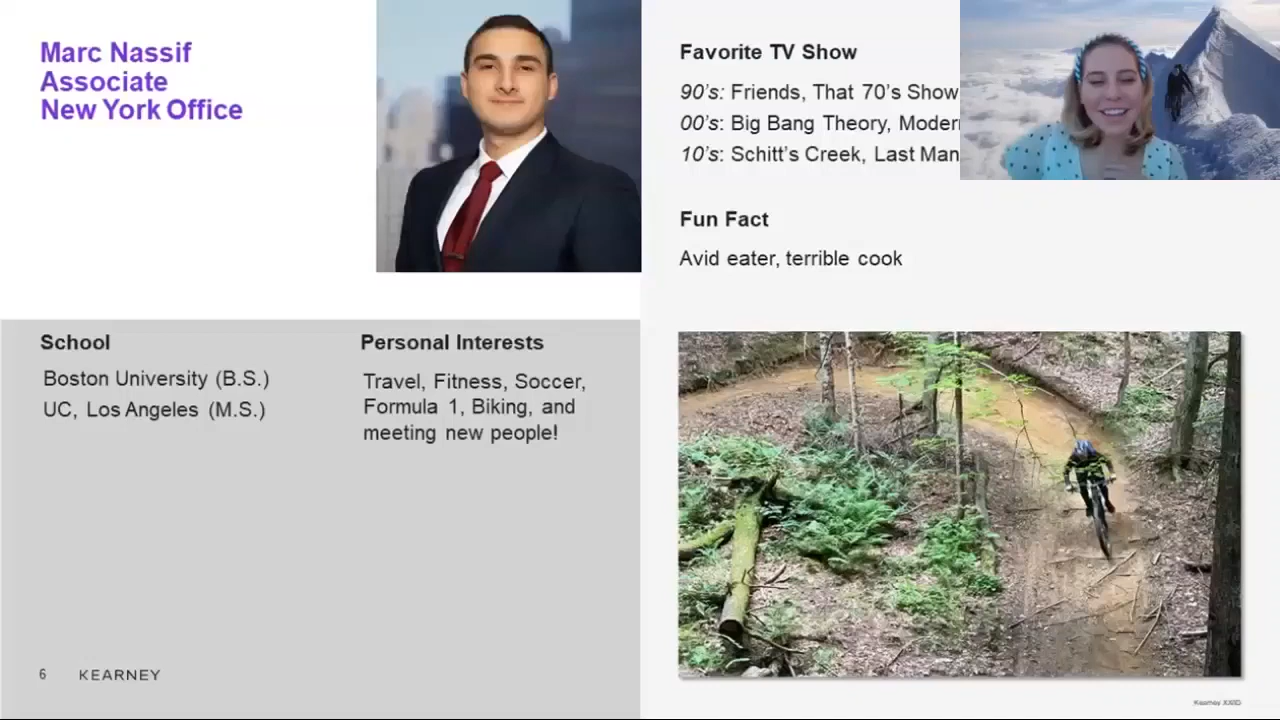 Marc Nassif
Associate
New York Office
Favorite TV Show
90's: Friends, That 70's Show
00's: Big Bang Theory,
10's: Schitt's Creek, Last Man
Fun Fact
Avid eater, terrible cook
School
Boston University (B.S.)
UC, Los Angeles (M.S.)
Personal Interests
Travel, Fitness, Soccer,
Formula 1, Biking, and
meeting new people!
6 KEARNEY
Kearney